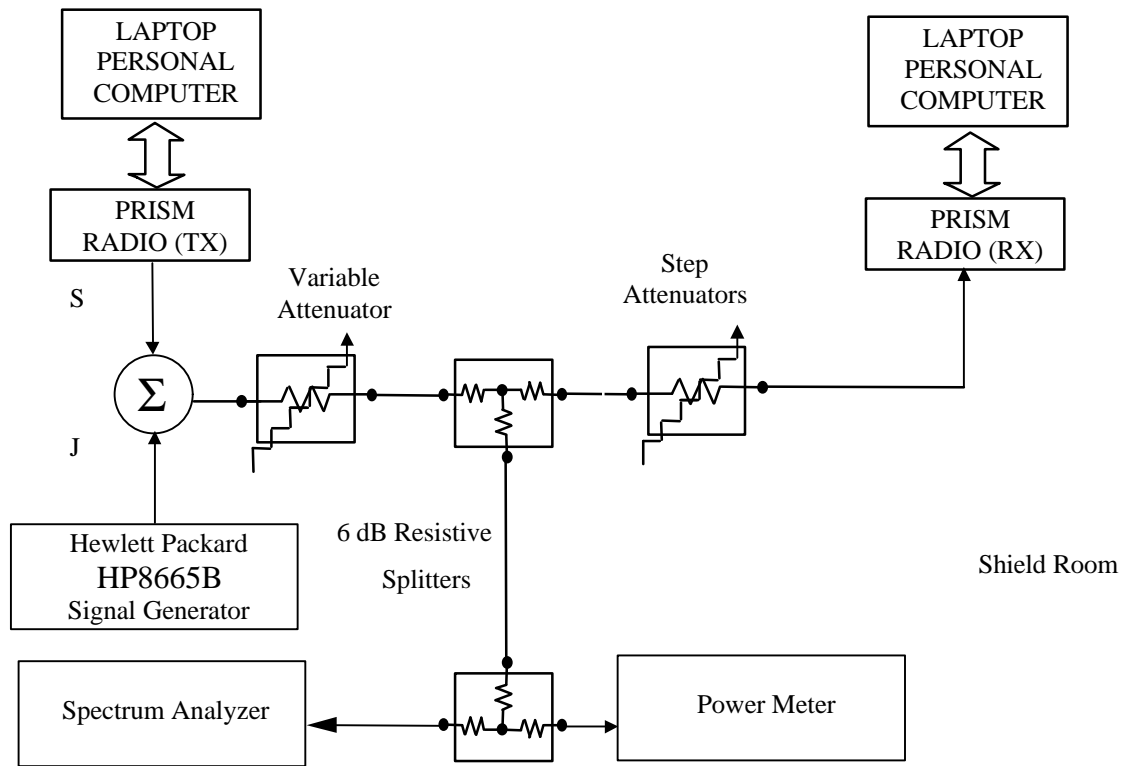 LAPTOP
PERSONAL
COMPUTER
LAPTOP
PERSONAL
COMPUTER
PRISM
RADIO (TX)
PRISM
RADIO (RX)
S
Variable
Attenuator
Step
Attenuators
Σ
J
Hewlett Packard
HP8665B
Signal Generator
6 dB Resistive
Splitters
Shield Room
Spectrum Analyzer
Power Meter